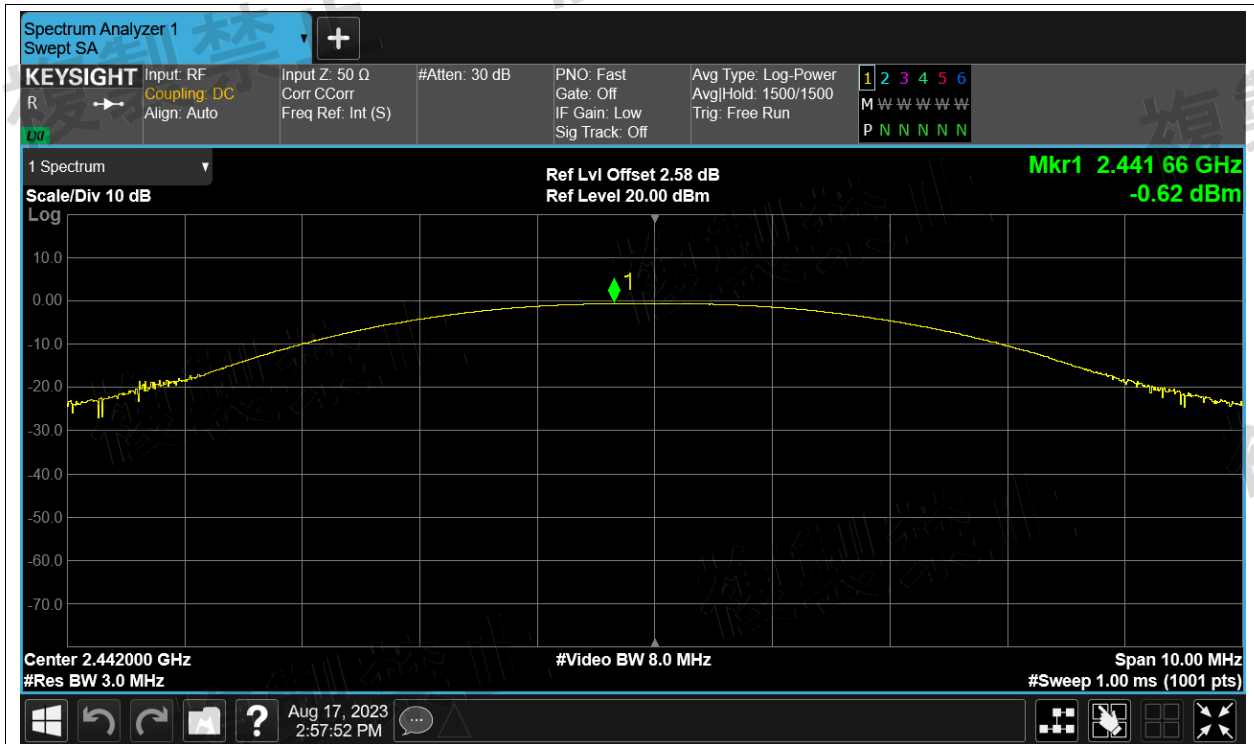 Spectrum Analyzer 1
Swept SA
KEYSIGHT
R
LXI
Input: RF
Coupling: DC
Align: Auto
Input Z: 50 Ω
Corr CCorr
Freq Ref: Int (S)
#Atten: 30 dB
PNO: Fast
Gate: Off
IF Gain: Low
Sig Track: Off
Avg Type: Log-Power
Avg|Hold: 1500/1500
Trig: Free Run
1 2 3 4 5 6
M W W W W W
P N N N N N
1 Spectrum
Scale/Div 10 dB
Log
Ref Lvl Offset 2.58 dB
Ref Level 20.00 dBm
Mkr1 2.441 66 GHz
-0.62 dBm
10.0
0.00
-10.0
-20.0
-30.0
-40.0
-50.0
-60.0
-70.0
1
Center 2.442000 GHz
#Res BW 3.0 MHz
#Video BW 8.0 MHz
Span 10.00 MHz
#Sweep 1.00 ms (1001 pts)
?
Aug 17, 2023
2:57:52 PM
複製禁止